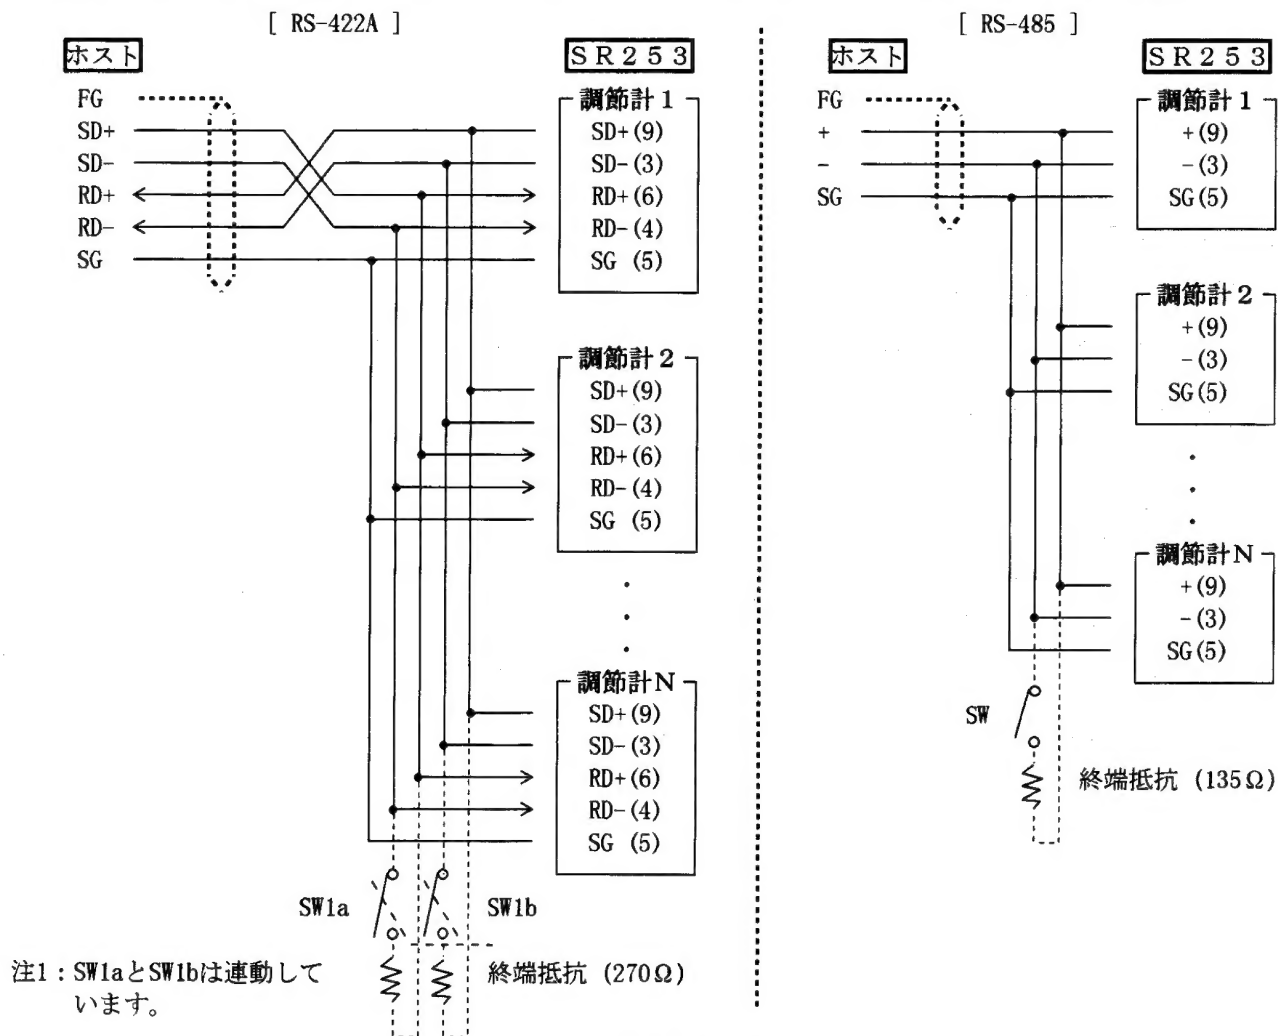 [ RS-422A ]
ホスト
SR253
FG
SD+
SD-
RD+
RD-
SG
調節計1
SD+(9)
SD-(3)
RD+(6)
RD-(4)
SG (5)
調節計2
SD+(9)
SD-(3)
RD+(6)
RD-(4)
SG (5)
調節計N
SD+(9)
SD-(3)
RD+(6)
RD-(4)
SG (5)
SW1a
SW1b
終端抵抗 (270Ω)
注1:SW1aとSW1bは連動して
います。
[ RS-485 ]
ホスト
SR253
FG
+
-
SG
調節計1
+(9)
-(3)
SG(5)
調節計2
+(9)
-(3)
SG(5)
調節計N
+(9)
-(3)
SG(5)
SW
終端抵抗 (135Ω)